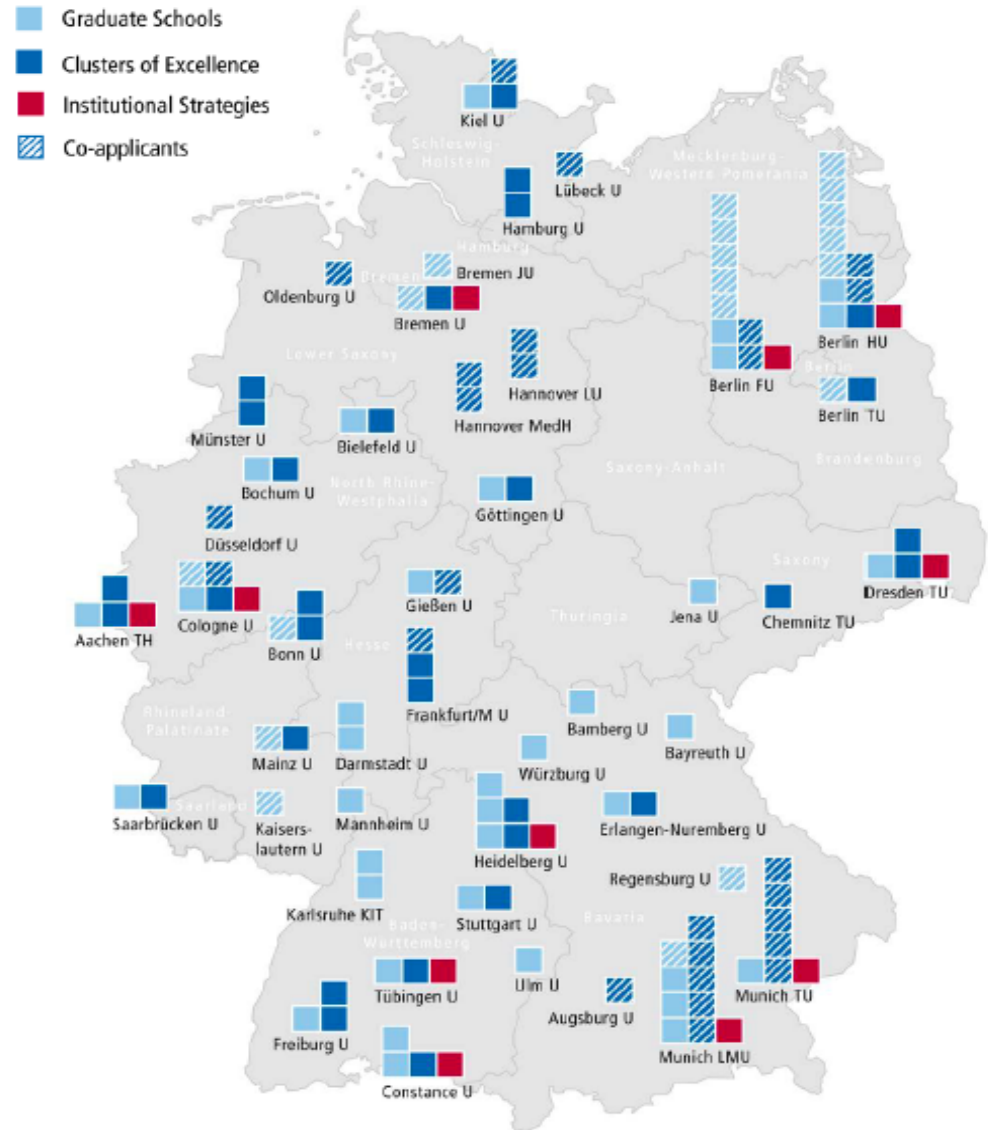 Graduate Schools
Clusters of Excellence
Institutional Strategies
Co-applicants
Kiel U
Schleswig-
Holstein
Lübeck U
Mecklenburg-
Western Pomerania
Hamburg U
Hamburg
Bremen JU
Bremen
Oldenburg U
Bremen U
Berlin HU
Lower Saxony
Berlin
Berlin FU
Hannover LU
Berlin TU
Hannover MedH
Münster U
Bielefeld U
Brandenburg
Saxony-Anhalt
Bochum U
North Rhine-
Westphalia
Göttingen U
Düsseldorf U
Saxony
Dresden TU
Gießen U
Jena U
Chemnitz TU
Thuringia
Aachen TH
Cologne U
Bonn U
Hesse
Frankfurt/M U
Rhineland-
Palatinate
Bamberg U
Bayreuth U
Mainz U
Darmstadt U
Würzburg U
Saarland
Saarbrücken U
Kaisers-
lautern U
Mannheim U
Erlangen-Nuremberg U
Heidelberg U
Regensburg U
Karlsruhe KIT
Stuttgart U
Bavaria
Baden-
Württemberg
Ulm U
Tübingen U
Augsburg U
Munich TU
Freiburg U
Munich LMU
Constance U